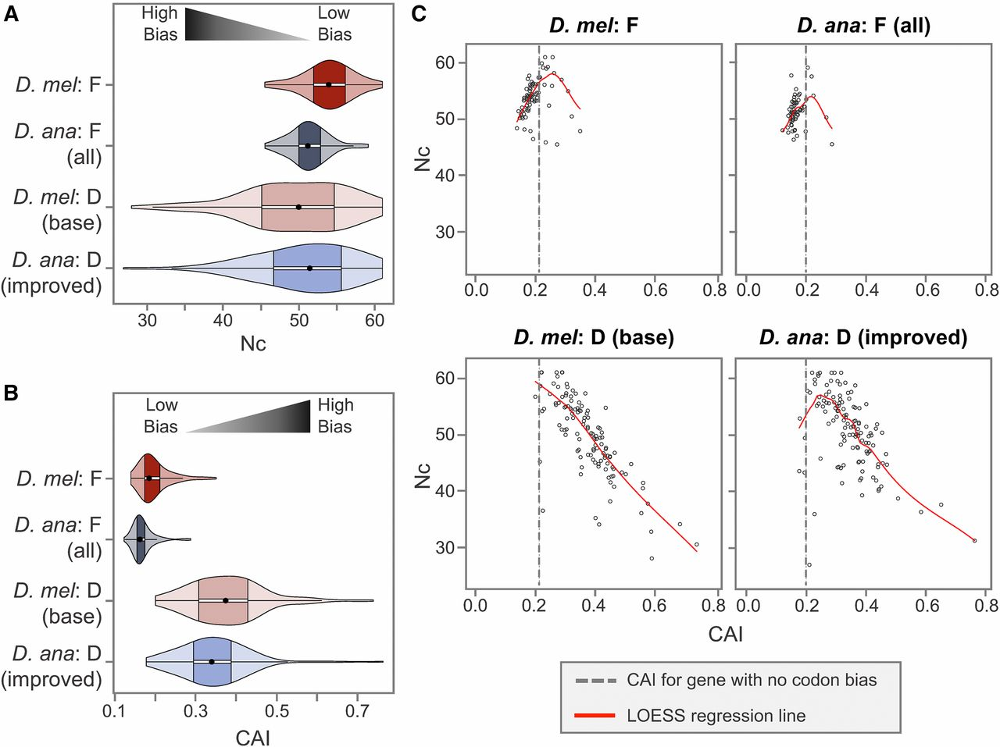 A
High
Bias
Low
Bias
D. mel: F
D. ana: F
(all)
D. mel: D
(base)
D. ana: D
(improved)
30 40 50 60
Nc
B
Low
Bias
High
Bias
D. mel: F
D. ana: F
(all)
D. mel: D
(base)
D. ana: D
(improved)
0.1 0.3 0.5 0.7
CAI
C
D. mel: F
D. ana: F (all)
60
50
40
30
Nc
0.0 0.2 0.4 0.6 0.8
0.0 0.2 0.4 0.6 0.8
D. mel: D (base)
D. ana: D (improved)
60
50
40
30
Nc
0.0 0.2 0.4 0.6 0.8
0.0 0.2 0.4 0.6 0.8
CAI
CAI for gene with no codon bias
LOESS regression line